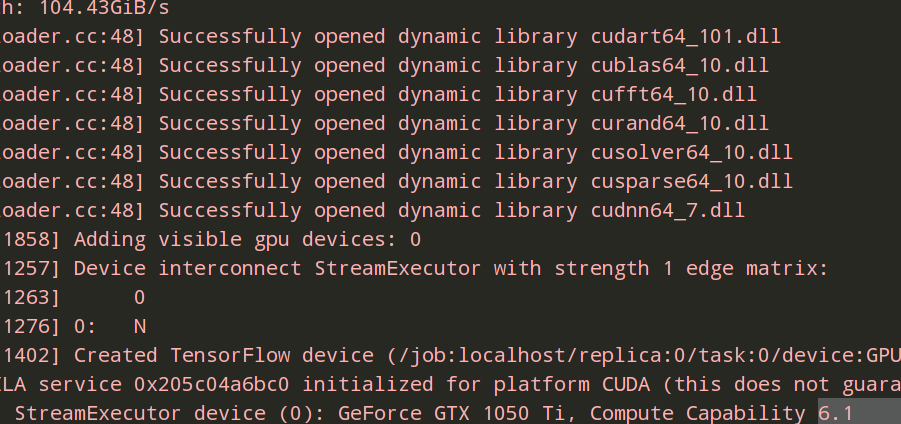 h: 104.43GiB/s
oader.cc:48] Successfully opened dynamic library cudart64_101.dll
oader.cc:48] Successfully opened dynamic library cublas64_10.dll
oader.cc:48] Successfully opened dynamic library cufft64_10.dll
oader.cc:48] Successfully opened dynamic library curand64_10.dll
oader.cc:48] Successfully opened dynamic library cusolver64_10.dll
oader.cc:48] Successfully opened dynamic library cusparse64_10.dll
oader.cc:48] Successfully opened dynamic library cudnn64_7.dll
1858] Adding visible gpu devices: 0
1257] Device interconnect StreamExecutor with strength 1 edge matrix:
1263]      0
1276] 0:   N
1402] Created TensorFlow device (/job:localhost/replica:0/task:0/device:GPU
LA service 0x205c04a6bc0 initialized for platform CUDA (this does not guara
StreamExecutor device (0): GeForce GTX 1050 Ti, Compute Capability 6.1